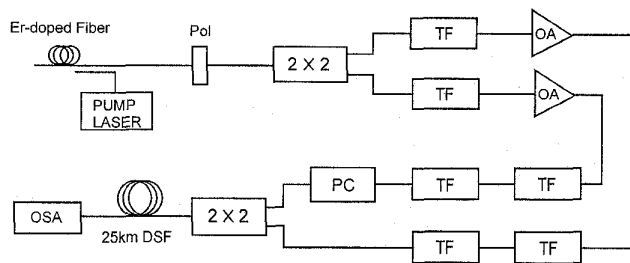 Er-doped Fiber
Pol
PUMP
LASER
2 X 2
TF
OA
TF
OA
PC
TF
TF
OSA
25km DSF
2 X 2
TF
TF